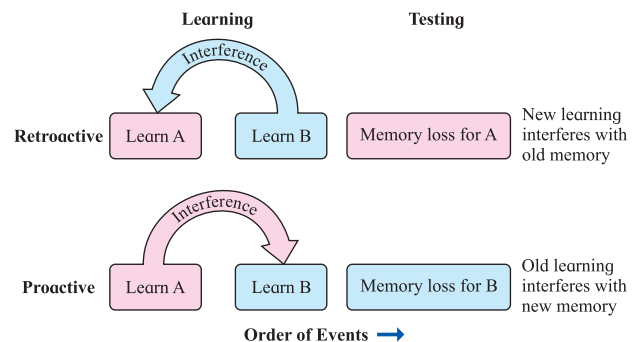 Learning
Testing
Interference
Retroactive
Learn A
Learn B
Memory loss for A
New learning
interferes with
old memory
Interference
Proactive
Learn A
Learn B
Memory loss for B
Old learning
interferes with
new memory
Order of Events